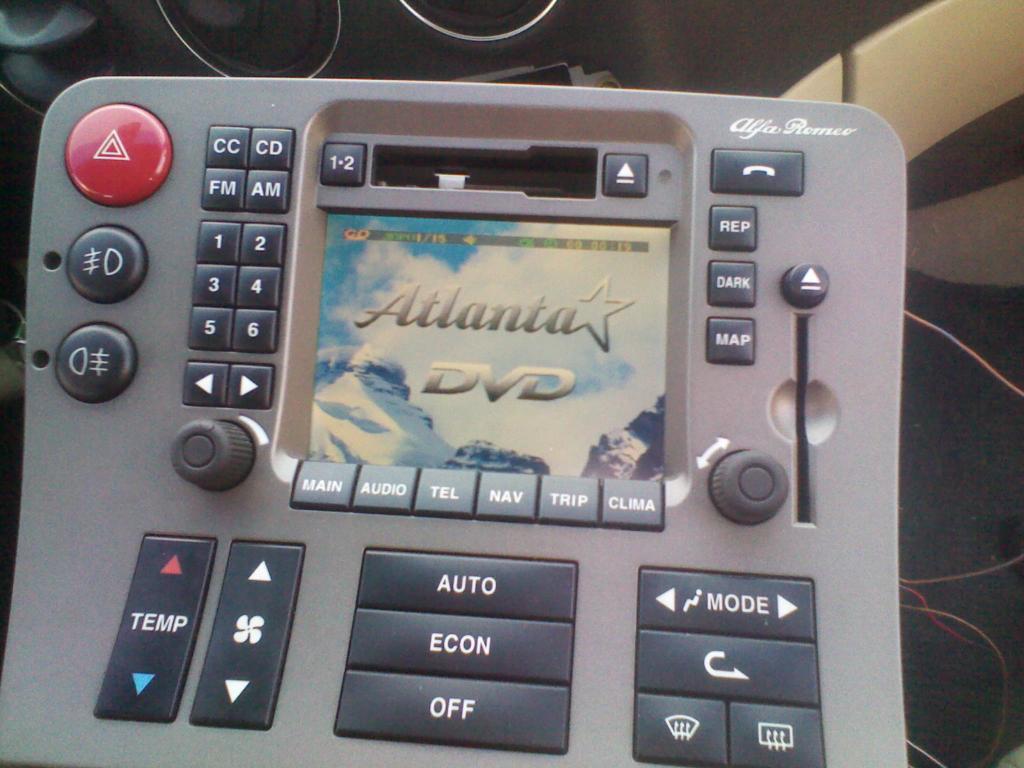 Alfa Romeo
CC CD
FM AM
1•2
REP
DARK
MAP
1 2
3 4
5 6
Atlanta
DVD
MAIN AUDIO TEL NAV TRIP CLIMA
TEMP
AUTO
ECON
OFF
MODE